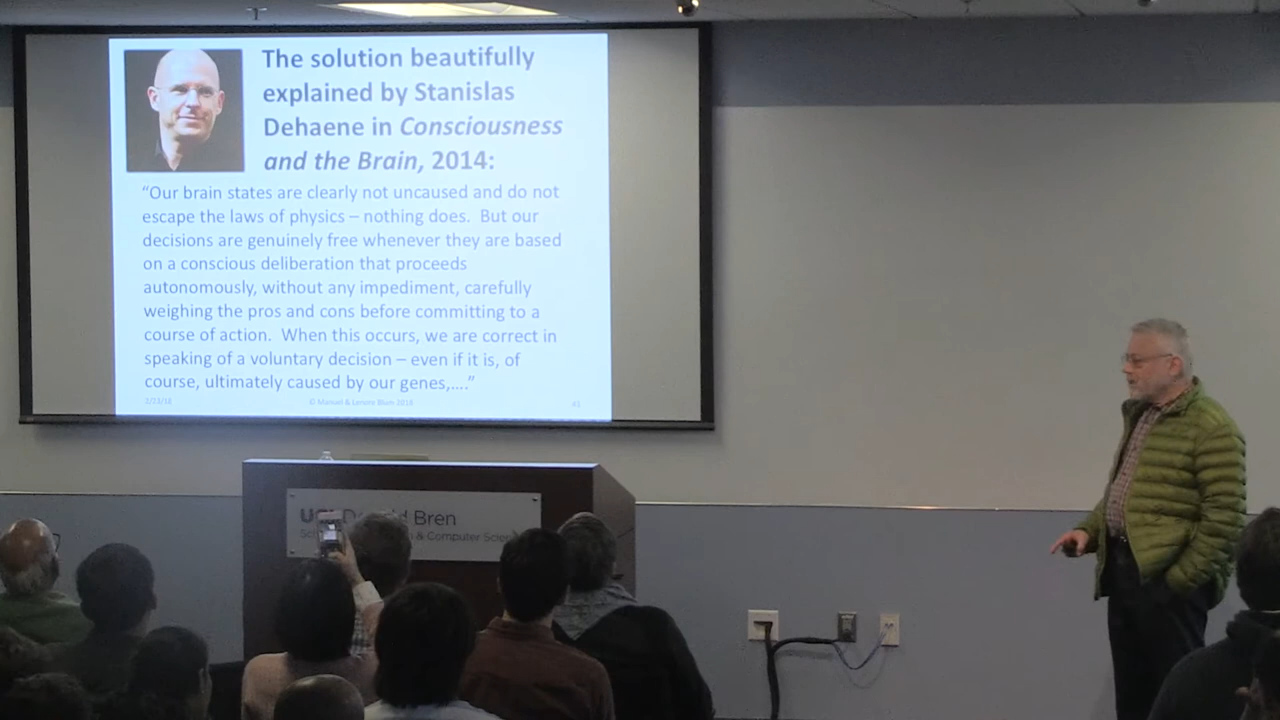 The solution beautifully
explained by Stanislas
Dehaene in Consciousness
and the Brain, 2014:
“Our brain states are clearly not uncaused and do not
escape the laws of physics – nothing does.  But our
decisions are genuinely free whenever they are based
on a conscious deliberation that proceeds
autonomously, without any impediment, carefully
weighing the pros and cons before committing to a
course of action.  When this occurs, we are correct in
speaking of a voluntary decision – even if it is, of
course, ultimately caused by our genes,....”
© Manuel & Lenore Blum 2018
Bren
& Computer